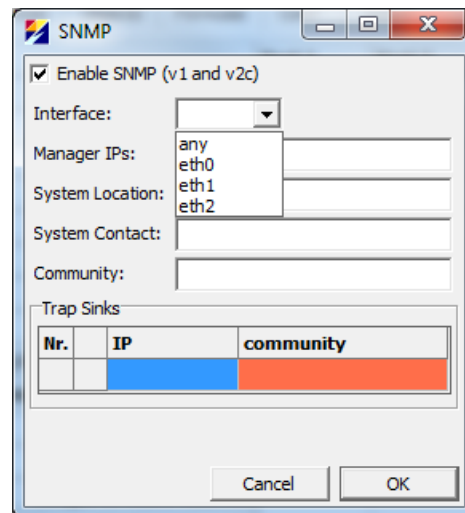 SNMP
Enable SNMP (v1 and v2c)
Interface:
any
eth0
eth1
eth2
Manager IPs:
System Location:
System Contact:
Community:
Trap Sinks
Nr. IP community
Cancel OK